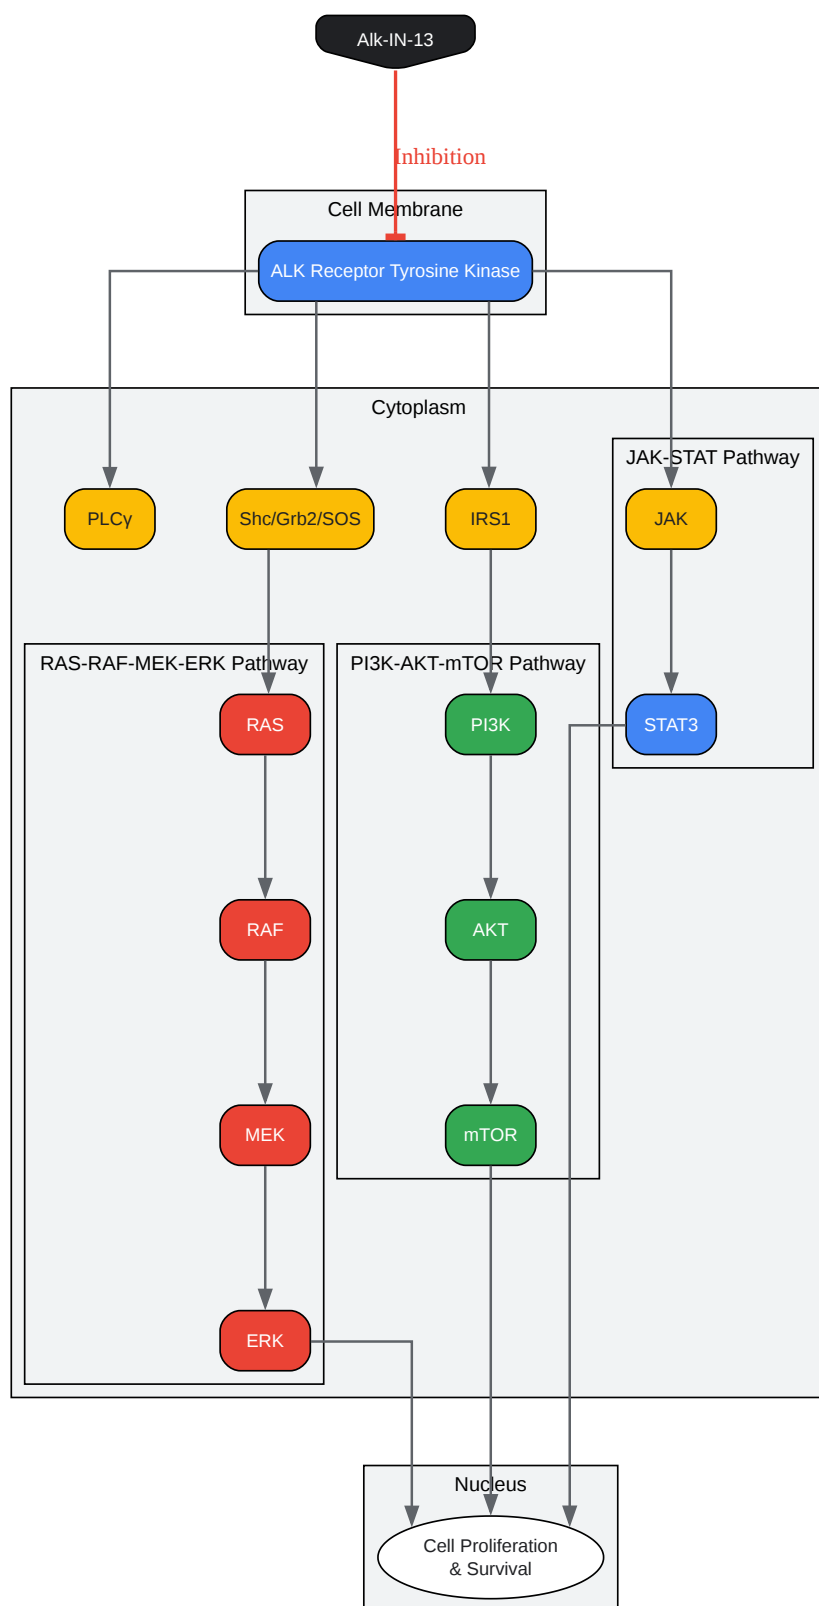 Alk-IN-13
Inhibition
Cell Membrane
ALK Receptor Tyrosine Kinase
Cytoplasm
JAK-STAT Pathway
PLCγ
Shc/Grb2/SOS
IRS1
JAK
RAS-RAF-MEK-ERK Pathway
PI3K-AKT-mTOR Pathway
RAS
PI3K
STAT3
RAF
AKT
MEK
mTOR
ERK
Nucleus
Cell Proliferation
& Survival